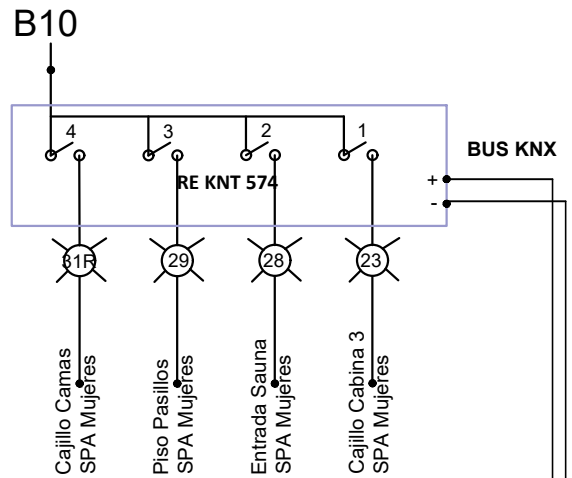 B10
4
3
2
1
BUS KNX
RE KNT 574
+
-
31R
29
28
23
Cajillo Camas
SPA Mujeres
Piso Pasillos
SPA Mujeres
Entrada Sauna
SPA Mujeres
Cajillo Cabina 3
SPA Mujeres